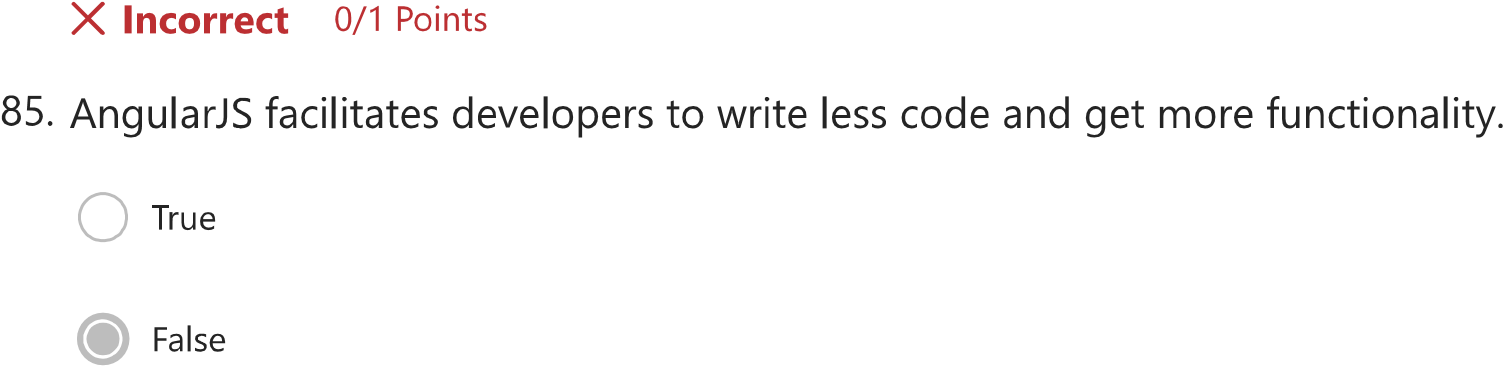 Incorrect 0/1 Points
85. AngularJS facilitates developers to write less code and get more functionality.
True
False